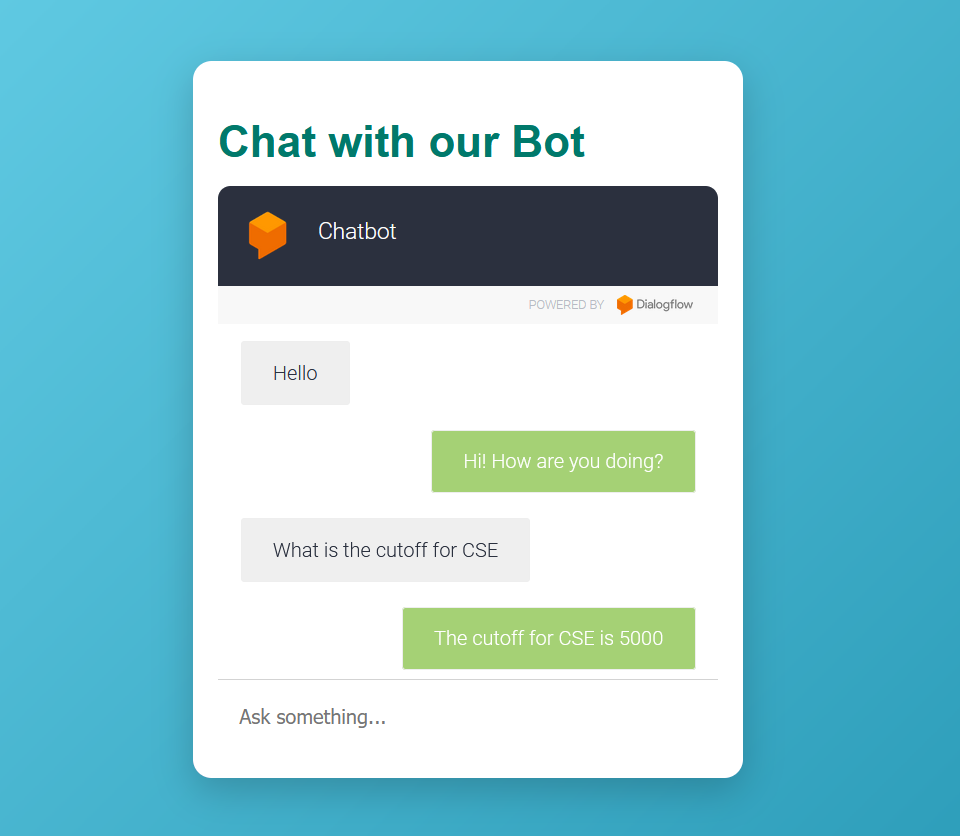 Chat with our Bot
Chatbot
POWERED BY Dialogflow
Hello
Hi! How are you doing?
What is the cutoff for CSE
The cutoff for CSE is 5000
Ask something...